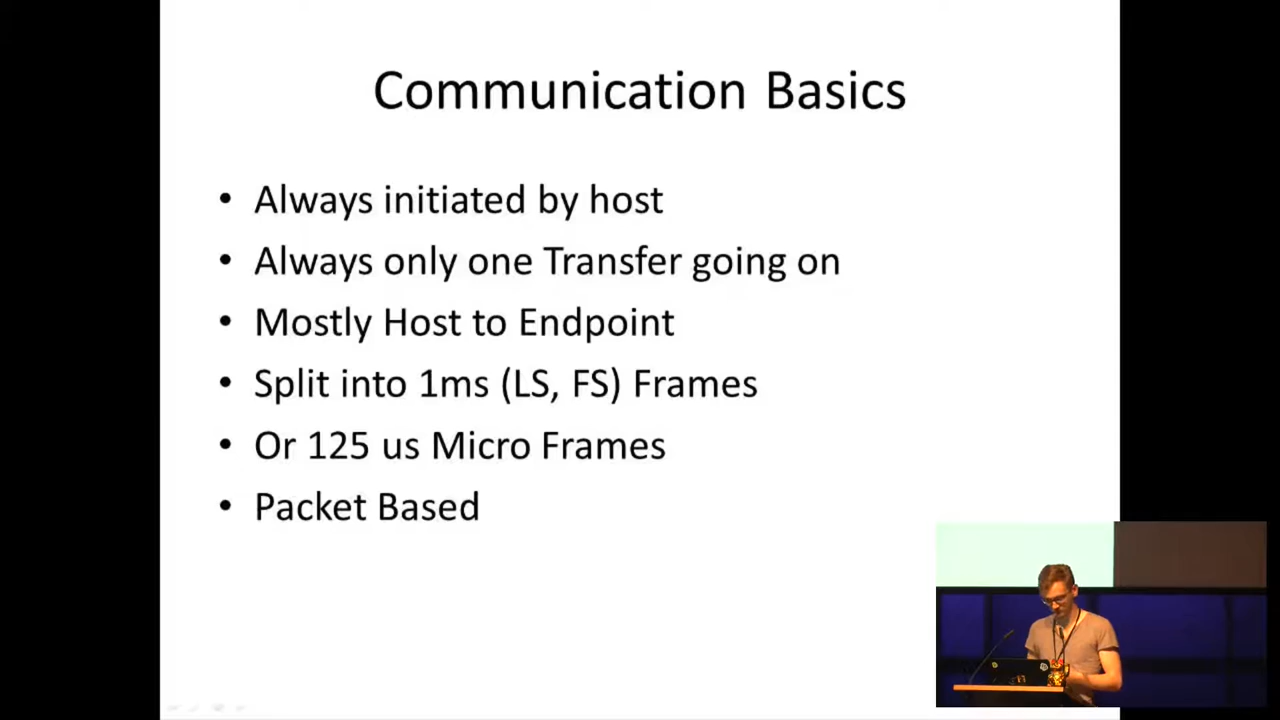 Communication Basics
• Always initiated by host
• Always only one Transfer going on
• Mostly Host to Endpoint
• Split into 1ms (LS, FS) Frames
• Or 125 us Micro Frames
• Packet Based